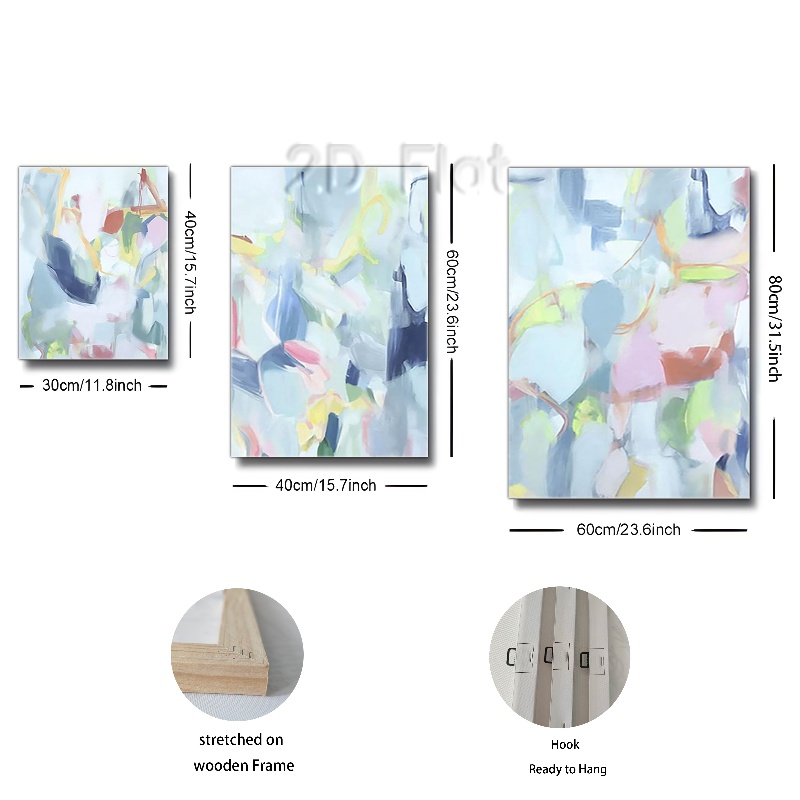 2D Flat
40cm/15.7inch
30cm/11.8inch
60cm/23.6inch
40cm/15.7inch
80cm/31.5inch
60cm/23.6inch
stretched on
wooden Frame
Hook
Ready to Hang